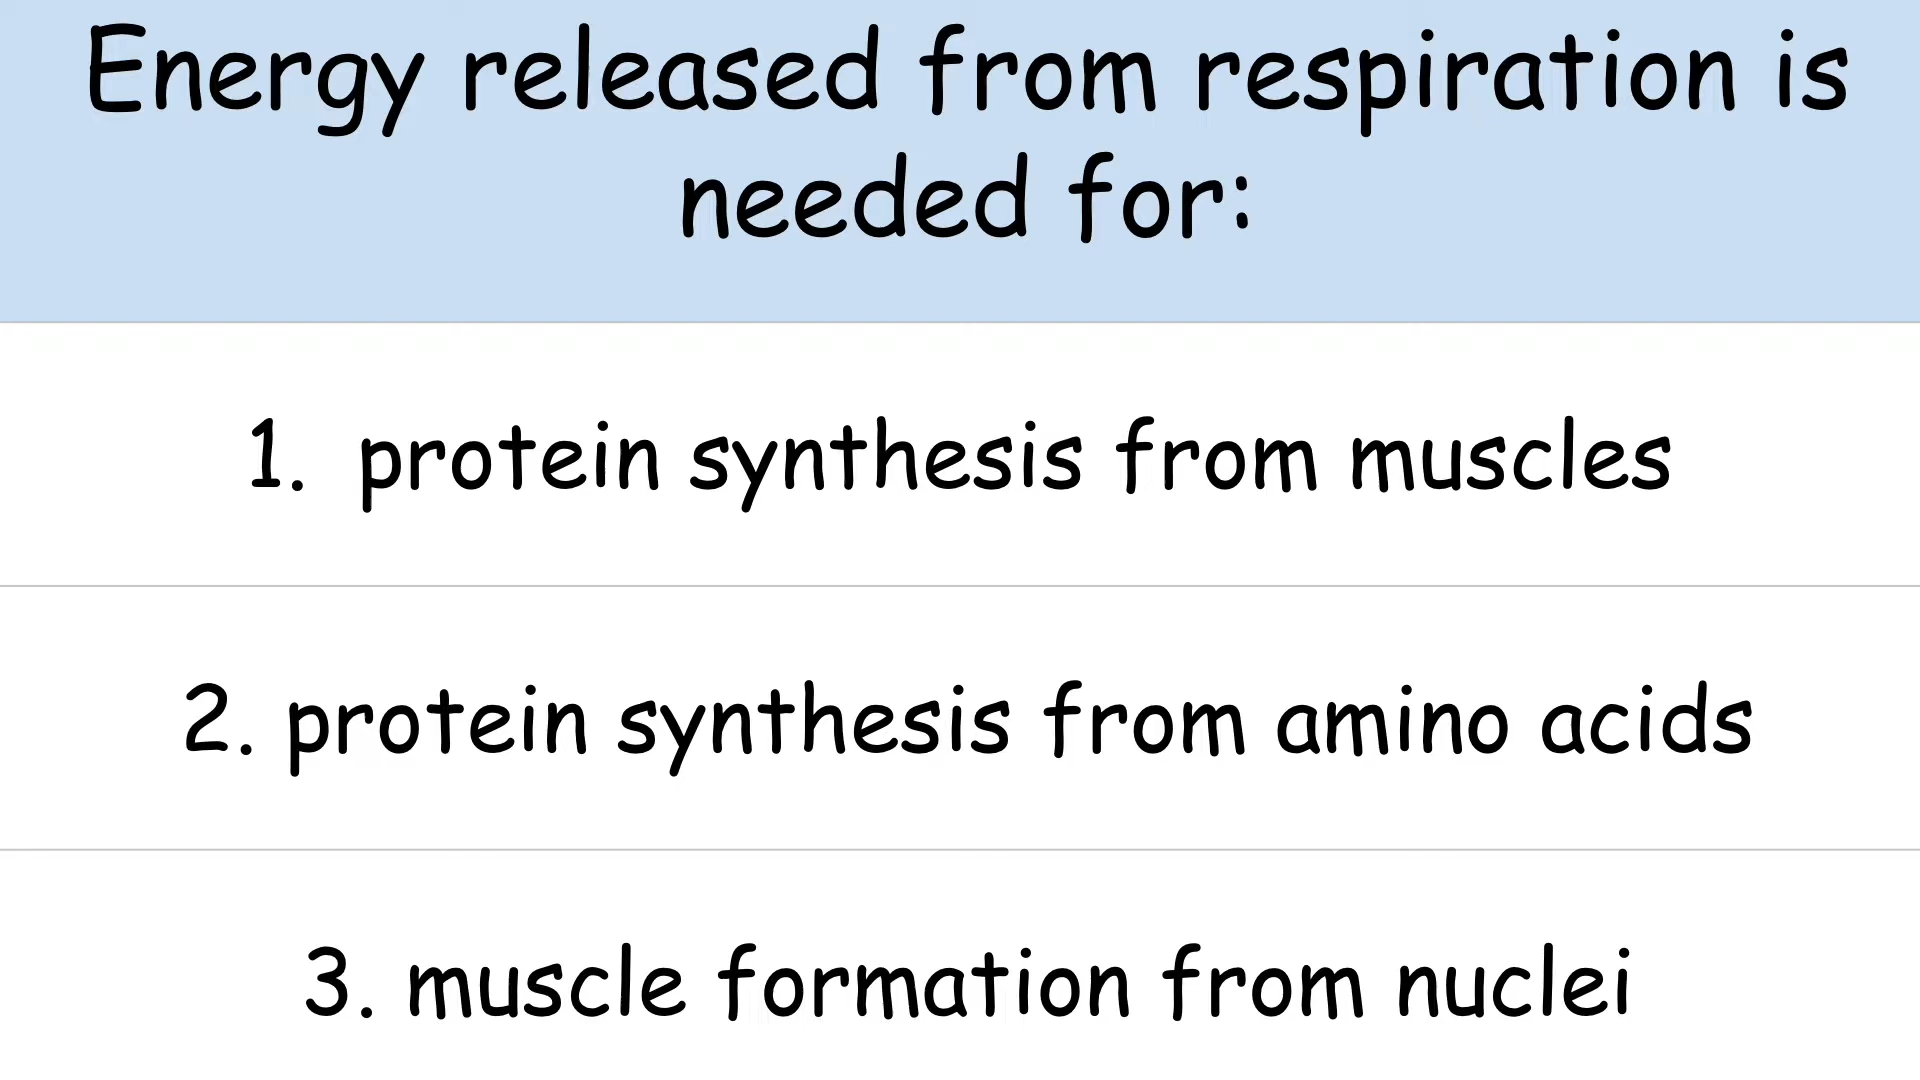 Energy released from respiration is
needed for:
1. protein synthesis from muscles
2. protein synthesis from amino acids
3. muscle formation from nuclei